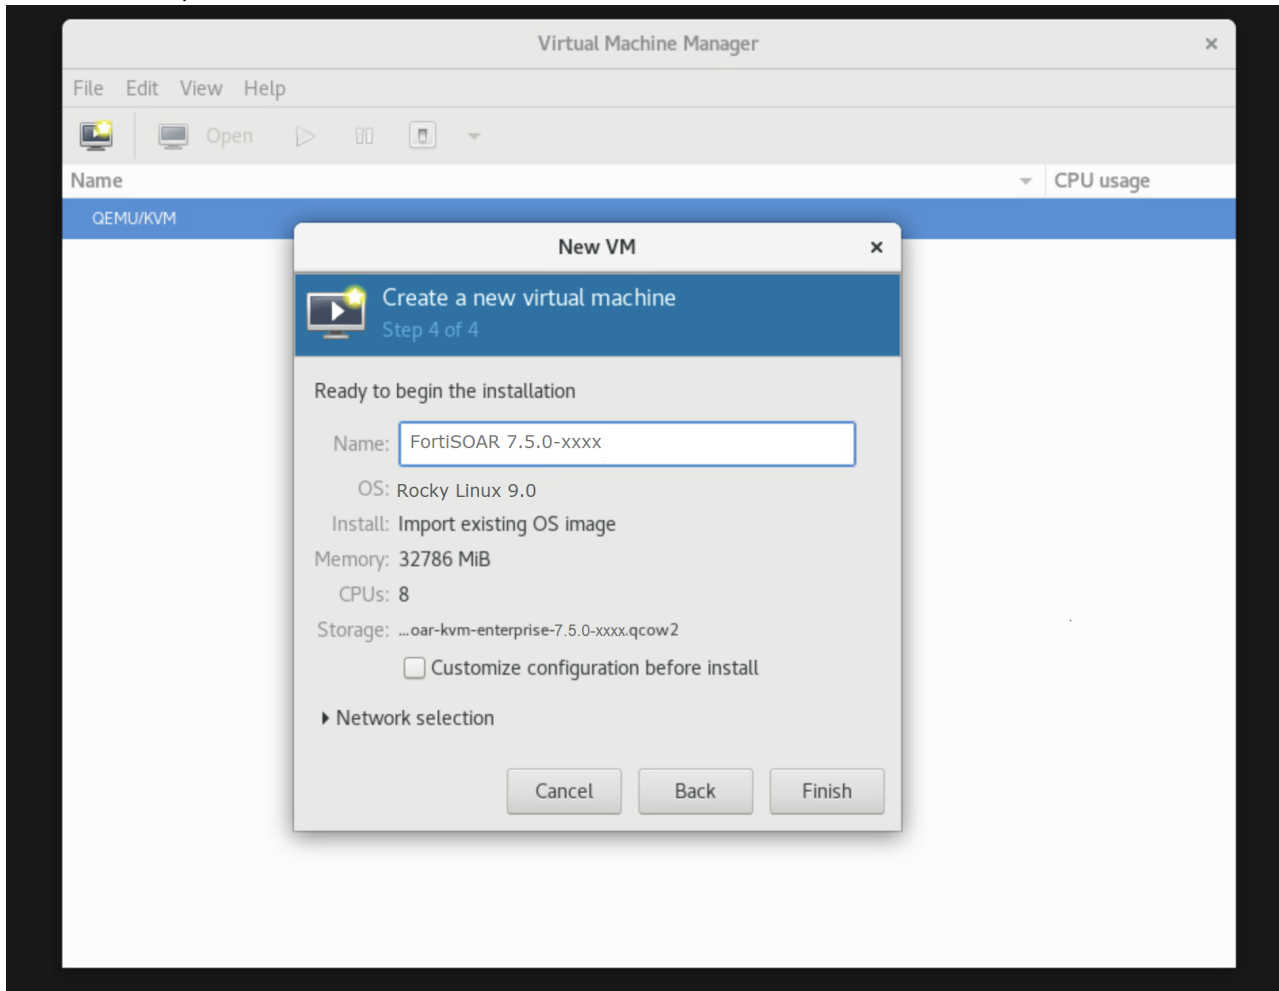 Virtual Machine Manager ×
File Edit View Help
Open
Name CPU usage
QEMU/KVM
New VM ×
Create a new virtual machine
Step 4 of 4
Ready to begin the installation
Name: FortiSOAR 7.5.0-xxxx
OS: Rocky Linux 9.0
Install: Import existing OS image
Memory: 32786 MiB
CPUs: 8
Storage: ...oar-kvm-enterprise-7.5.0-xxxx.qcow2
Customize configuration before install
Network selection
Cancel Back Finish